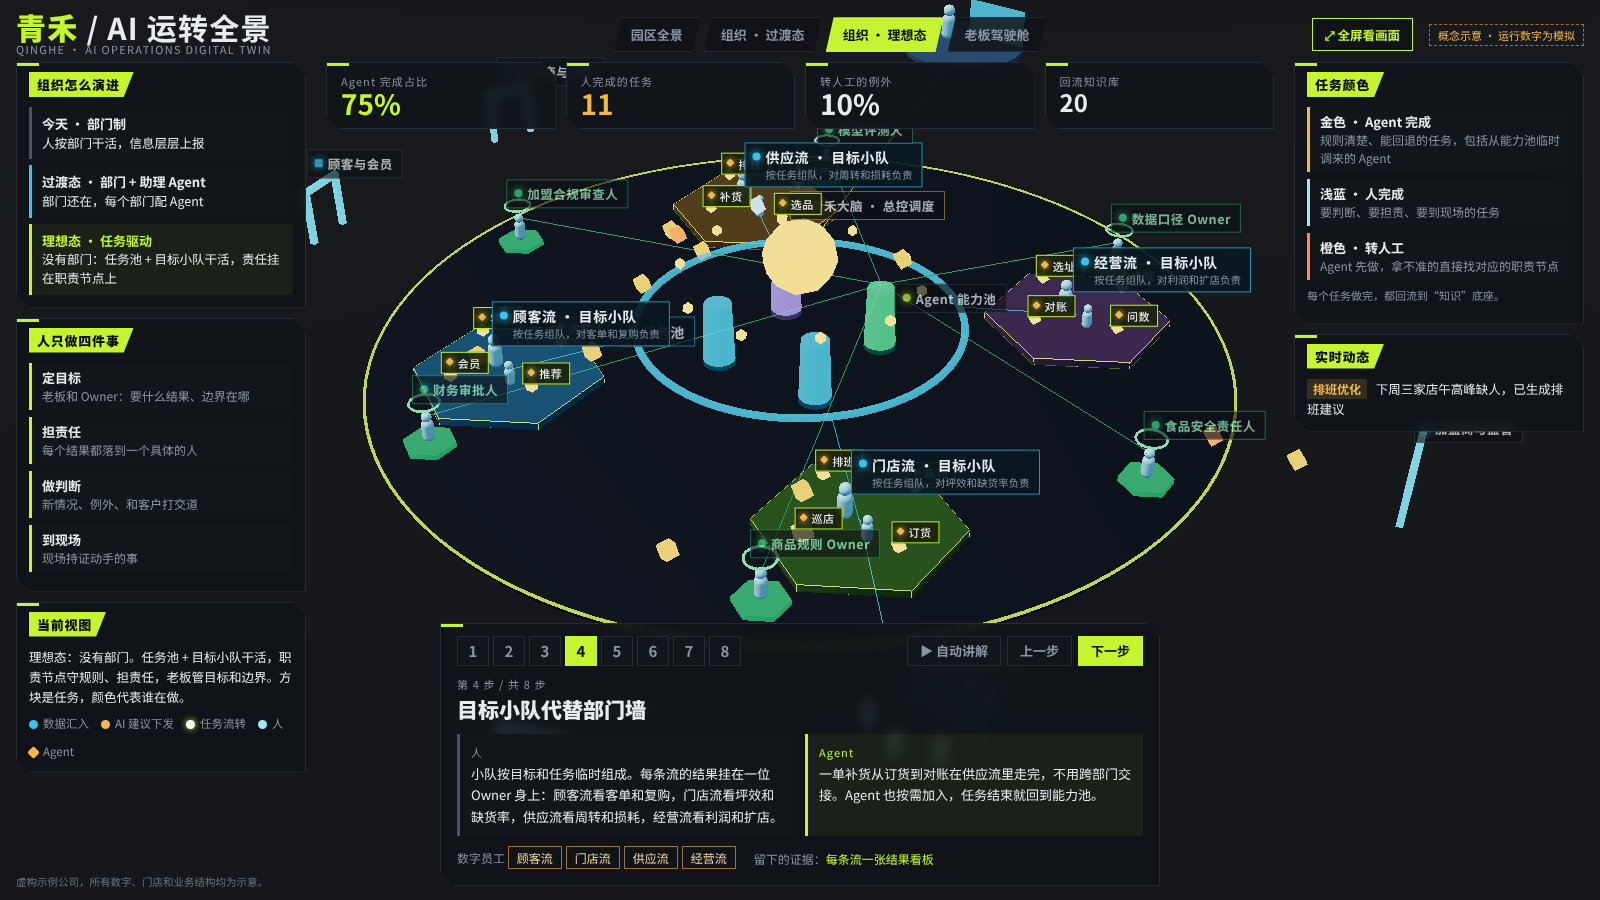 青禾 / AI 运转全景
QINGHE · AI OPERATIONS DIGITAL TWIN
园区全景
组织 · 过渡态
组织 · 理想态
老板驾驶舱
⤢ 全屏看画面
概念示意 · 运行数字为模拟
组织怎么演进
今天 · 部门制
人按部门干活，信息层层上报
过渡态 · 部门 + 助理 Agent
部门还在，每个部门配 Agent
理想态 · 任务驱动
没有部门：任务池 + 目标小队干活，责任挂
在职责节点上
人只做四件事
定目标
老板和 Owner：要什么结果、边界在哪
担责任
每个结果都落到一个具体的人
做判断
新情况、例外、和客户打交道
到现场
现场持证动手的事
当前视图
理想态：没有部门。任务池 + 目标小队干活，职
责节点守规则、担责任，老板管目标和边界。方
块是任务，颜色代表谁在做。
数据汇入
AI 建议下发
任务流转
人
Agent
虚构示例公司，所有数字、门店和业务结构均为示意。
Agent 完成占比
75%
人完成的任务
11
转人工的例外
10%
回流知识库
20
顾客与会员
加盟合规审查人
模型评测人
供应流 · 目标小队
按任务组队，对周转和损耗负责
补货
选品
禾大脑 · 总控调度
数据口径 Owner
选址
经营流 · 目标小队
按任务组队，对利润和扩店负责
对账
问数
Agent 能力池
顾客流 · 目标小队
按任务组队，对客单和复购负责
池
会员
推荐
财务审批人
食品安全责任人
排班
门店流 · 目标小队
按任务组队，对坪效和缺货率负责
巡店
订货
商品规则 Owner
任务颜色
金色 · Agent 完成
规则清楚、能回退的任务，包括从能力池临时
调来的 Agent
浅蓝 · 人完成
要判断、要担责、要到现场的任务
橙色 · 转人工
Agent 先做，拿不准的直接找对应的职责节点
每个任务做完，都回流到“知识”底座。
实时动态
排班优化 下周三家店午高峰缺人，已生成排
班建议
1 2 3 4 5 6 7 8
▶ 自动讲解
上一步
下一步
第 4 步 / 共 8 步
目标小队代替部门墙
人
小队按目标和任务临时组成。每条流的结果挂在一位
Owner 身上：顾客流看客单和复购，门店流看坪效和
缺货率，供应流看周转和损耗，经营流看利润和扩店。
Agent
一单补货从订货到对账在供应流里走完，不用跨部门交
接。Agent 也按需加入，任务结束就回到能力池。
数字员工
顾客流
门店流
供应流
经营流
留下的证据：每条流一张结果看板